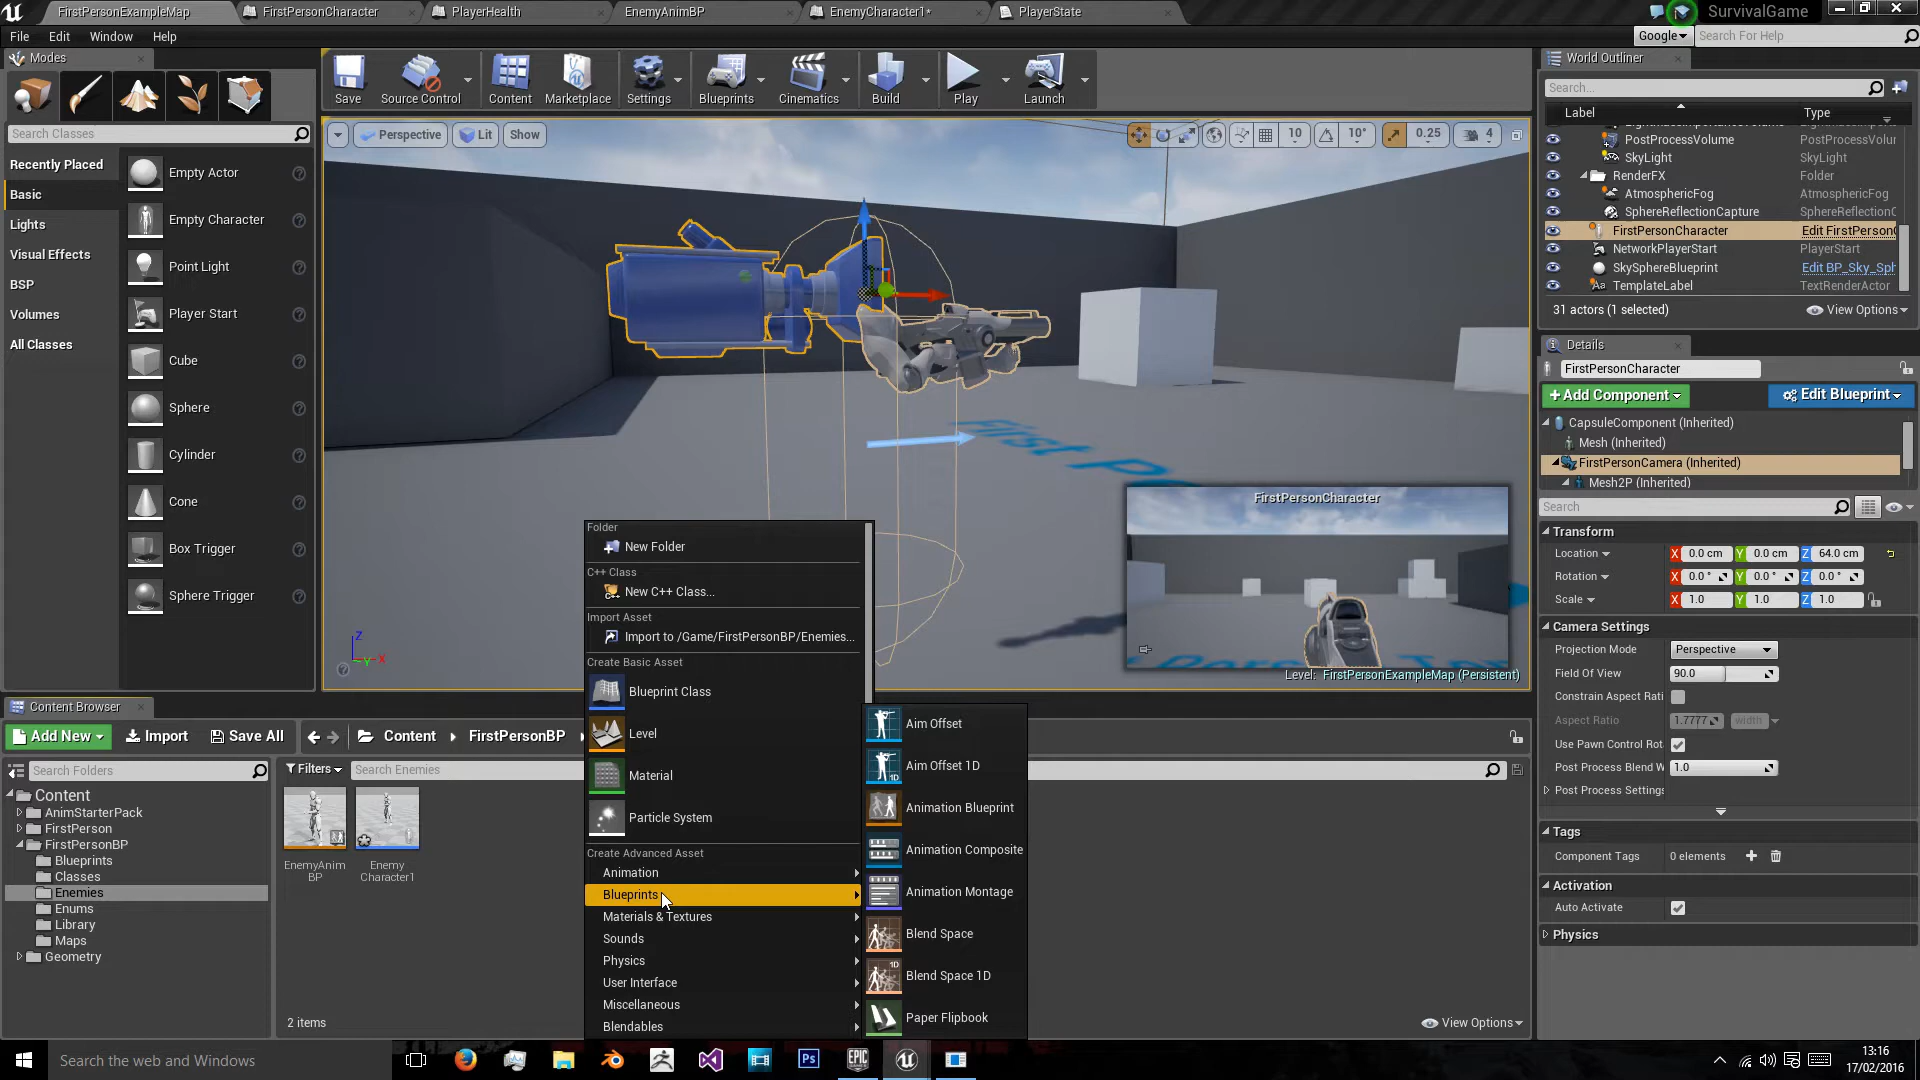 FirstPersonExampleMap
FirstPersonCharacter
PlayerHealth
EnemyAnimBP
EnemyCharacter1*
PlayerState
SurvivalGame
File
Edit
Window
Help
Google
Search For Help
Modes
Search Classes
Recently Placed
Basic
Lights
Visual Effects
BSP
Volumes
All Classes
Empty Actor
Empty Character
Point Light
Player Start
Cube
Sphere
Cylinder
Cone
Box Trigger
Sphere Trigger
Save
Source Control
Content
Marketplace
Settings
Blueprints
Cinematics
Build
Play
Launch
Perspective
Lit
Show
10
10°
0.25
4
FirstPersonCharacter
Level: FirstPersonExampleMap (Persistent)
World Outliner
Search...
Label
Type
PostProcessVolume
PostProcessVolur
SkyLight
SkyLight
RenderFX
Folder
AtmosphericFog
AtmosphericFog
SphereReflectionCapture
SphereReflectionC
FirstPersonCharacter
Edit FirstPersonC
NetworkPlayerStart
PlayerStart
SkySphereBlueprint
Edit BP_Sky_Sph
TemplateLabel
TextRenderActor
31 actors (1 selected)
View Options
Details
FirstPersonCharacter
+Add Component
Edit Blueprint
CapsuleComponent (Inherited)
Mesh (Inherited)
FirstPersonCamera (Inherited)
Mesh2P (Inherited)
Search
Transform
Location
X 0.0 cm Y 0.0 cm Z 64.0 cm
Rotation
X 0.0 ° Y 0.0 ° Z 0.0 °
Scale
X 1.0 Y 1.0 Z 1.0
Camera Settings
Projection Mode
Perspective
Field Of View
90.0
Constrain Aspect Rati
Aspect Ratio
1.7777
width
Use Pawn Control Rot
Post Process Blend W
1.0
Post Process Settings
Tags
Component Tags
0 elements
Activation
Auto Activate
Physics
Content Browser
Add New
Import
Save All
Content
FirstPersonBP
Search Folders
Filters
Search Enemies
Content
AnimStarterPack
FirstPerson
FirstPersonBP
Blueprints
Classes
Enemies
Enums
Library
Maps
Geometry
EnemyAnim
BP
Enemy
Character1
2 items
View Options
Folder
New Folder
C++ Class
New C++ Class...
Import Asset
Import to /Game/FirstPersonBP/Enemies...
Create Basic Asset
Blueprint Class
Level
Material
Particle System
Create Advanced Asset
Animation
Blueprints
Materials & Textures
Sounds
Physics
User Interface
Miscellaneous
Blendables
Aim Offset
Aim Offset 1D
Animation Blueprint
Animation Composite
Animation Montage
Blend Space
Blend Space 1D
Paper Flipbook
Search the web and Windows
13:16
17/02/2016